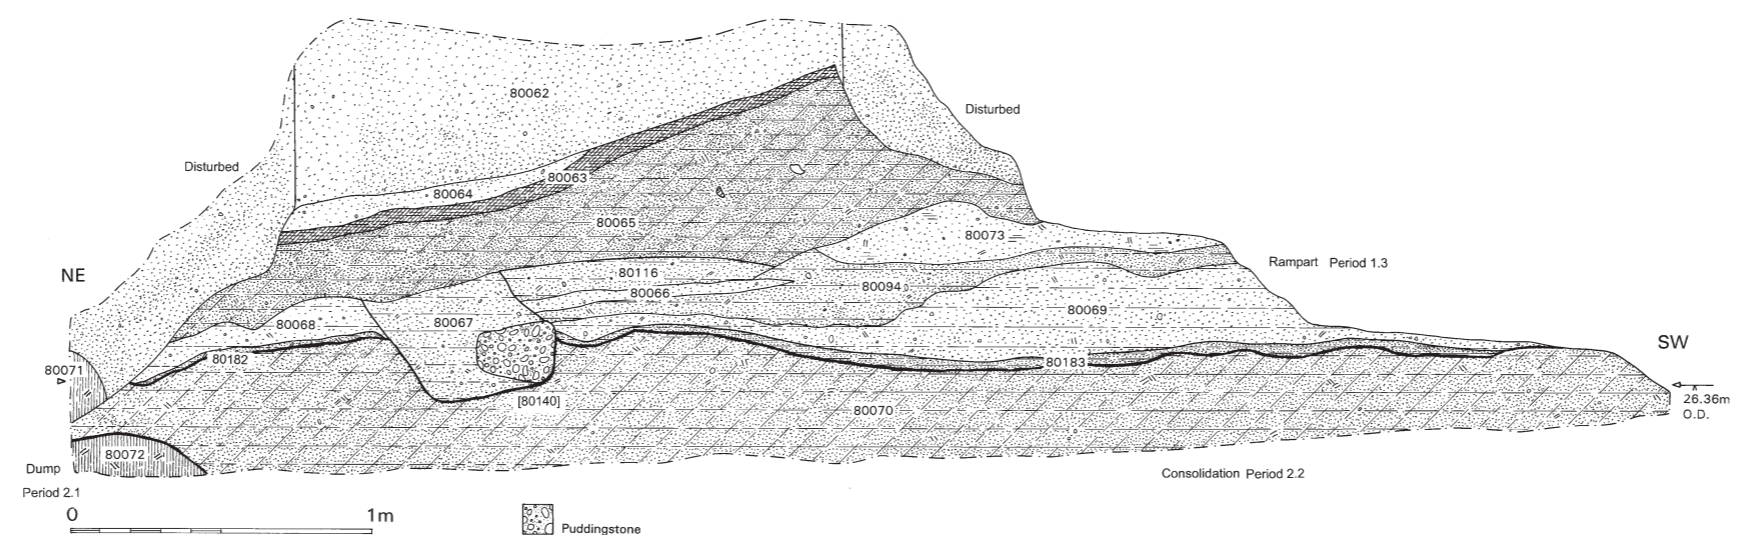 80062
Disturbed
Disturbed
80063
80064
80065
80073
NE
Rampart Period 1.3
80116
80066
80094
80069
80067
80068
SW
80182
80183
80071
26.36m
O.D.
[80140]
80070
80072
Dump
Period 2.1
Consolidation Period 2.2
0 1m
Puddingstone